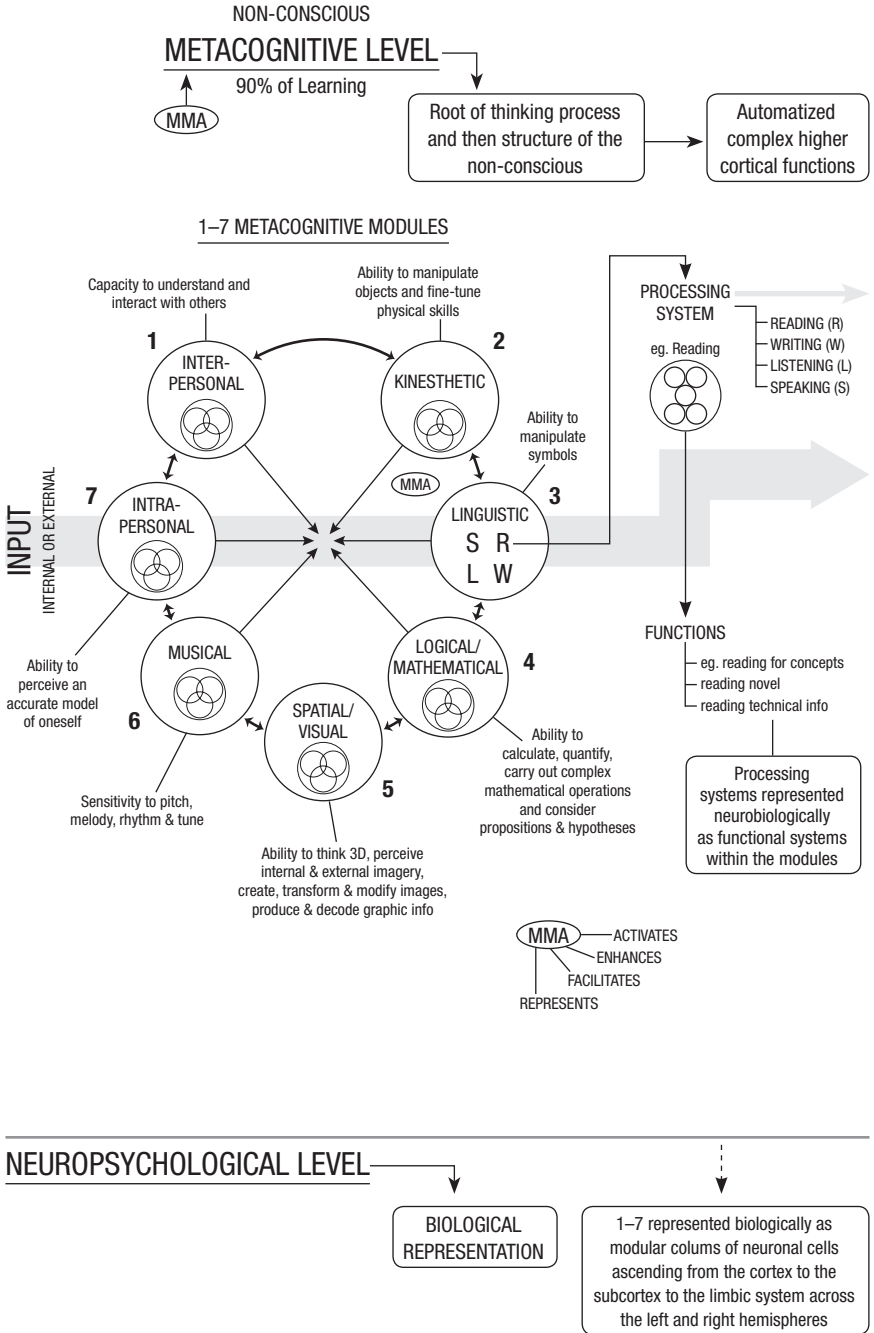 NON-CONSCIOUS
METACOGNITIVE LEVEL
90% of Learning
MMA
Root of thinking process
and then structure of the
non-conscious
Automatized
complex higher
cortical functions
1–7 METACOGNITIVE MODULES
Capacity to understand and
interact with others
Ability to manipulate
objects and fine-tune
physical skills
1
INTER-
PERSONAL
2
KINESTHETIC
Ability to
manipulate
symbols
MMA
3
LINGUISTIC
S R
L W
7
INTRA-
PERSONAL
INPUT
INTERNAL OR EXTERNAL
Ability to
perceive an
accurate model
of oneself
MUSICAL
6
Sensitivity to pitch,
melody, rhythm & tune
SPATIAL/
VISUAL
5
Ability to think 3D, perceive
internal & external imagery,
create, transform & modify images,
produce & decode graphic info
LOGICAL/
MATHEMATICAL
4
Ability to
calculate, quantify,
carry out complex
mathematical operations
and consider
propositions & hypotheses
PROCESSING
SYSTEM
READING (R)
WRITING (W)
LISTENING (L)
SPEAKING (S)
eg. Reading
FUNCTIONS
eg. reading for concepts
reading novel
reading technical info
Processing
systems represented
neurobiologically
as functional systems
within the modules
MMA
ACTIVATES
ENHANCES
FACILITATES
REPRESENTS
NEUROPSYCHOLOGICAL LEVEL
BIOLOGICAL
REPRESENTATION
1–7 represented biologically as
modular colums of neuronal cells
ascending from the cortex to the
subcortex to the limbic system across
the left and right hemispheres